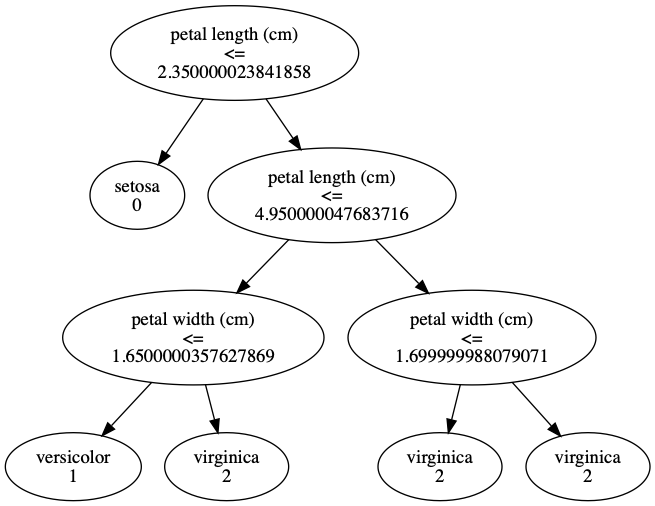 petal length (cm)
<=
2.350000023841858
setosa
0
petal length (cm)
<=
4.950000047683716
petal width (cm)
<=
1.6500000357627869
petal width (cm)
<=
1.699999988079071
versicolor
1
virginica
2
virginica
2
virginica
2